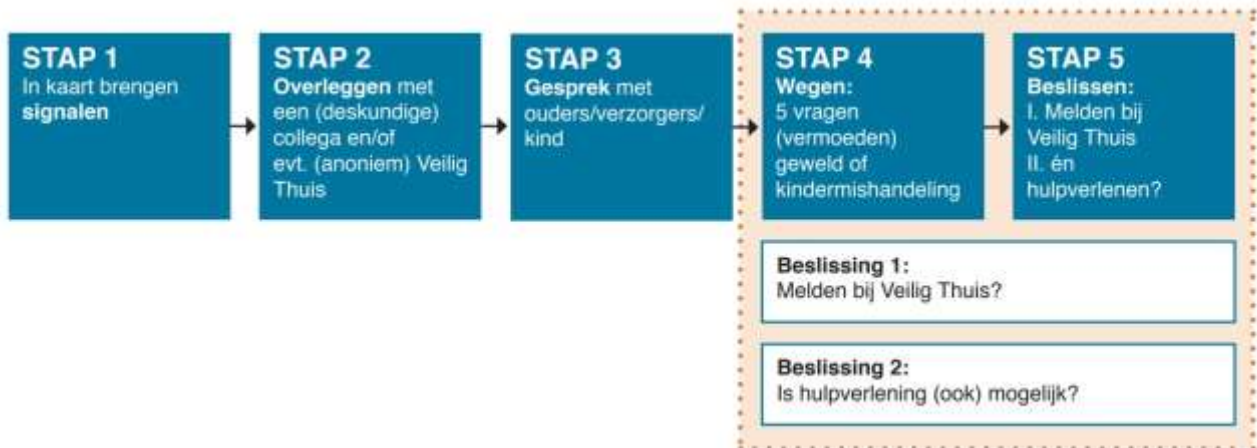 STAP 1
In kaart brengen
signalen
STAP 2
Overleggen met
een (deskundige)
collega en/of
evt. (anoniem) Veilig
Thuis
STAP 3
Gesprek met
ouders/verzorgers/
kind
STAP 4
Wegen:
5 vragen
(vermoeden)
geweld of
kindermishandeling
STAP 5
Beslissen:
I. Melden bij
Veilig Thuis
II. én
hulpverlenen?
Beslissing 1:
Melden bij Veilig Thuis?
Beslissing 2:
Is hulpverlening (ook) mogelijk?